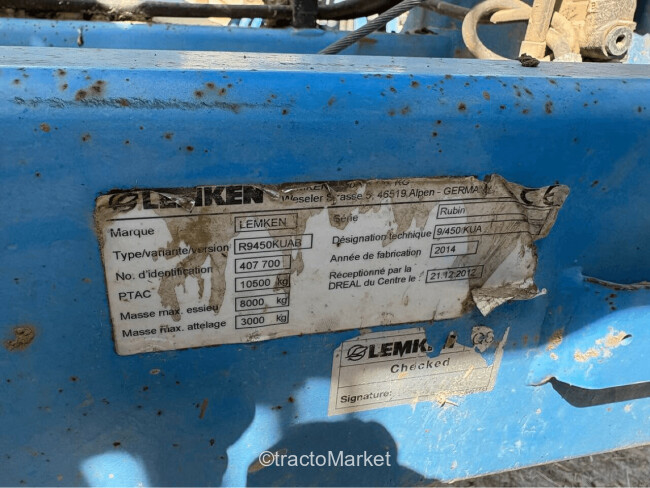 LEMKEN
Weseler Strasse 5, 46519 Alpen - GERMA
CE
Marque LEMKEN
Type/variante/version R9450KUAB
No. d'identification 407 700
PTAC 10500 kg
Masse max. essieu 8000 kg
Masse max. attelage 3000 kg
Série Rubin
Désignation technique 9/450 KUA
Année de fabrication 2014
Réceptionné par la
DREAL du Centre le : 21.12.2012
LEMK
Checked
Signature:
©tractoMarket